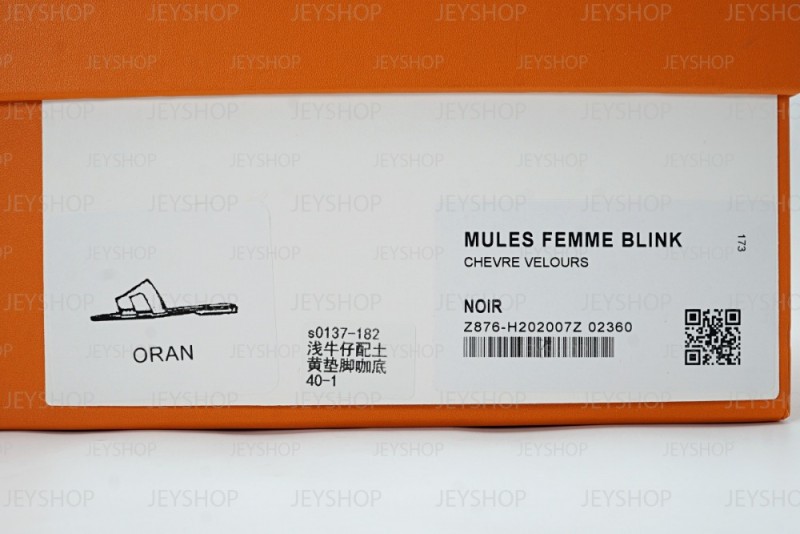 ORAN
s0137-182
浅牛仔配土
黄垫脚咖底
40-1
MULES FEMME BLINK
CHEVRE VELOURS
NOIR
Z876-H202007Z 02360
173
JEYSHOP